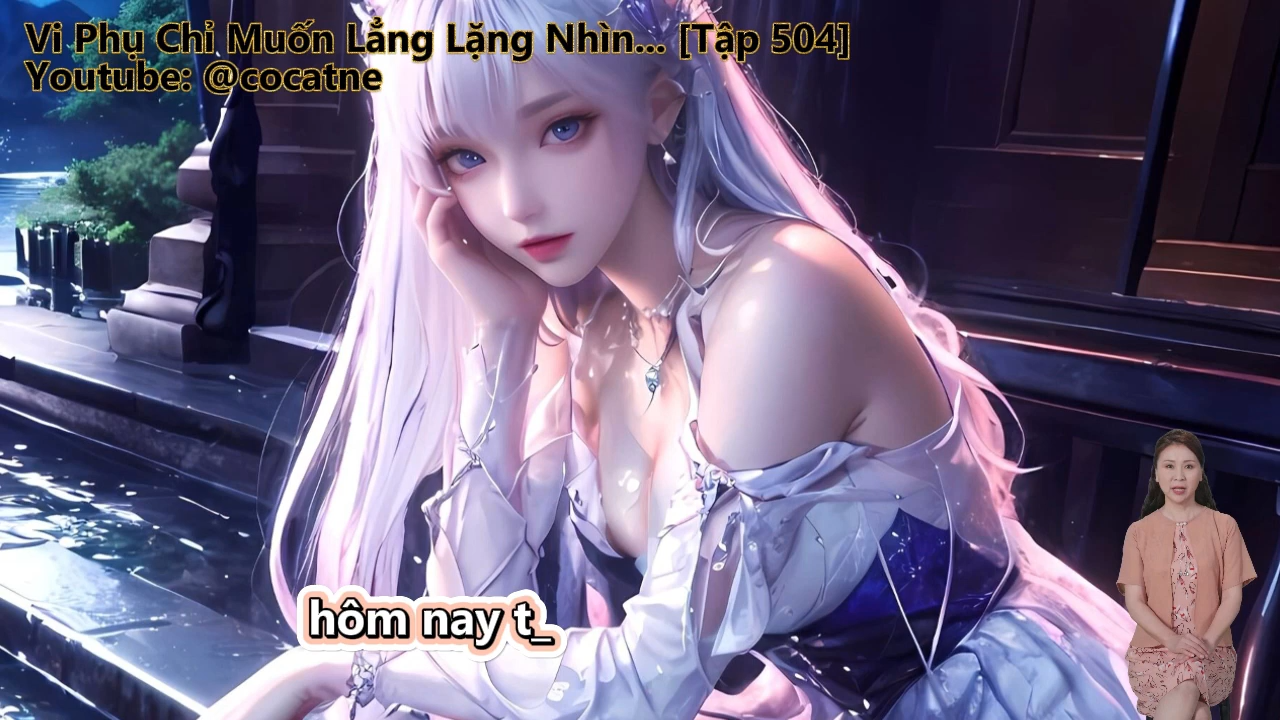 Vi Phụ Chỉ Muốn Lẳng Lặng Nhìn... [Tập 504]
Youtube: @cocatne
hôm nay t_